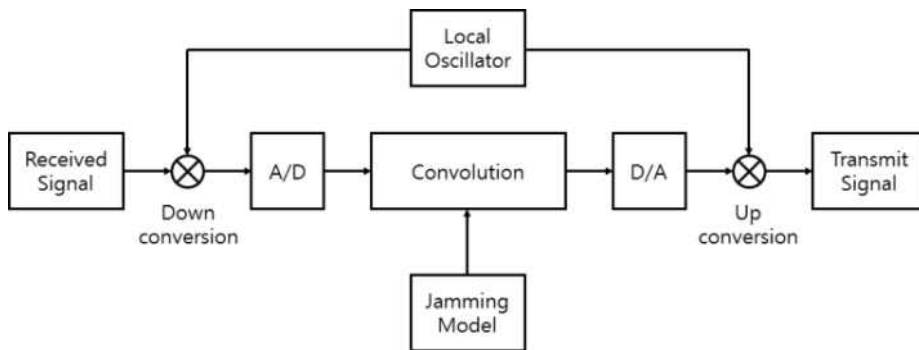 Local
Oscillator
Received
Signal
A/D
Convolution
D/A
Transmit
Signal
Down
conversion
Up
conversion
Jamming
Model